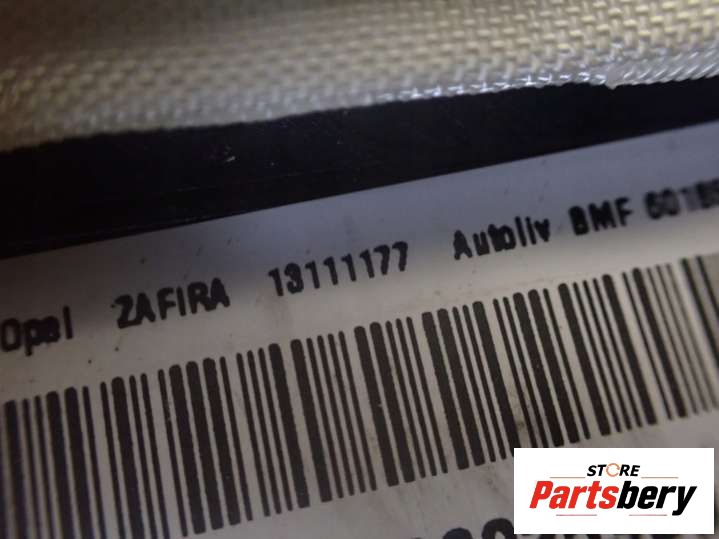 Opel ZAFIRA 13111177 Autoliv BMF
STORE
Partsbery